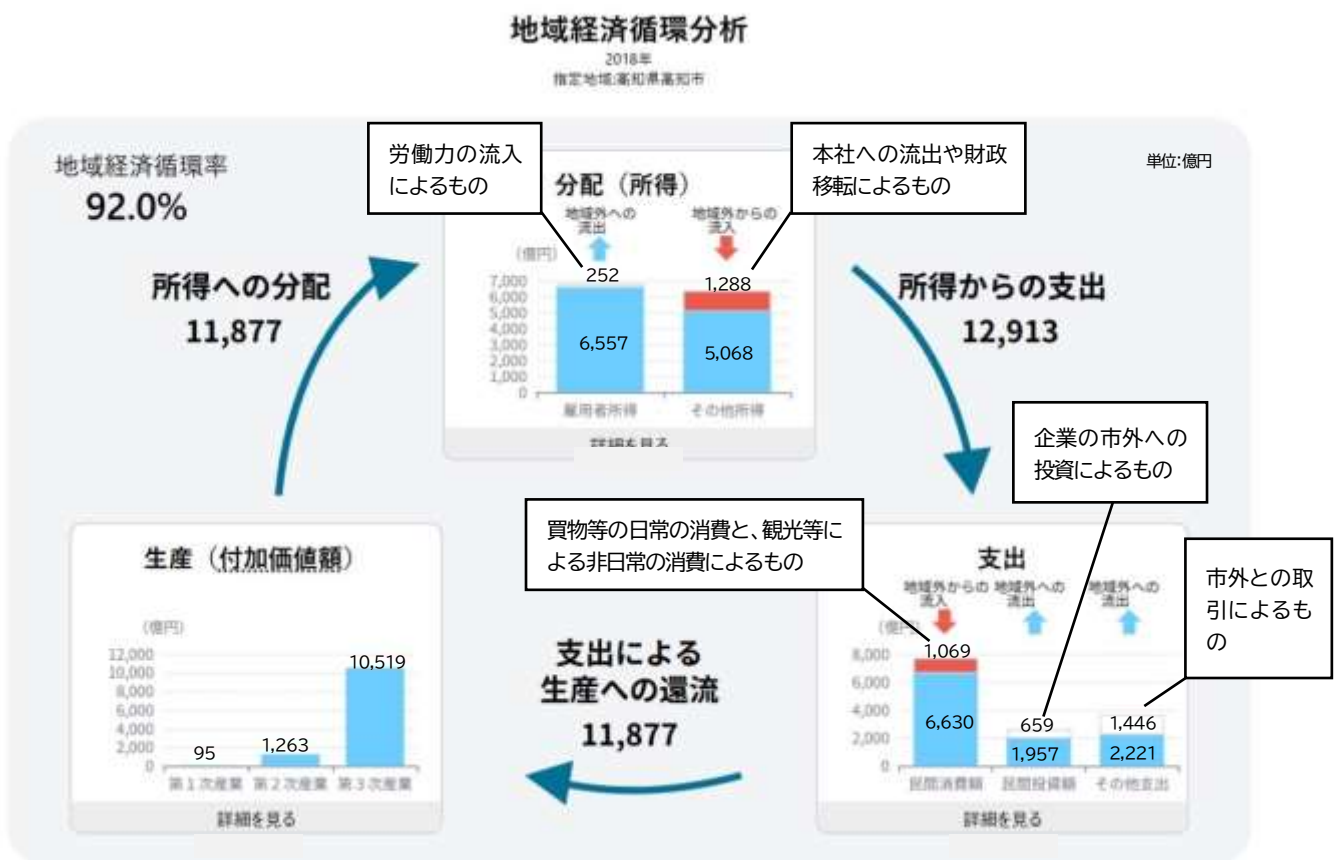 地域経済循環分析
2018年
指定地域:高知県高知市
地域経済循環率
92.0%
単位:億円
労働力の流入
によるもの
本社への流出や財政
移転によるもの
分配（所得）
地域外への
流出
地域外からの
流入
（億円）
7,000
6,000
5,000
4,000
3,000
2,000
1,000
0
252
6,557
1,288
5,068
雇用者所得
その他所得
詳細を見る
所得への分配
11,877
所得からの支出
12,913
企業の市外への
投資によるもの
買物等の日常の消費と、観光等に
よる非日常の消費によるもの
市外との取
引によるも
の
生産（付加価値額）
（億円）
12,000
10,000
8,000
6,000
4,000
2,000
0
95
1,263
10,519
第1次産業
第2次産業
第3次産業
詳細を見る
支出による
生産への還流
11,877
支出
地域外からの
流入
地域外への
流出
地域外への
流出
（億円）
8,000
6,000
4,000
2,000
0
1,069
6,630
659
1,957
1,446
2,221
民間消費額
民間投資額
その他支出
詳細を見る